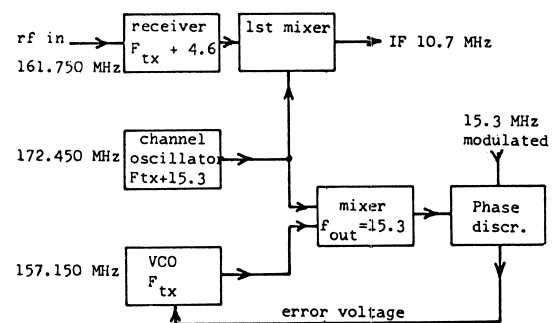 rf in
161.750 MHz
receiver
F tx + 4.6
lst mixer
IF 10.7 MHz
172.450 MHz
channel
oscillator
Ftx+15.3
15.3 MHz
modulated
mixer
f out =15.3
Phase
discr.
157.150 MHz
VCO
F tx
error voltage